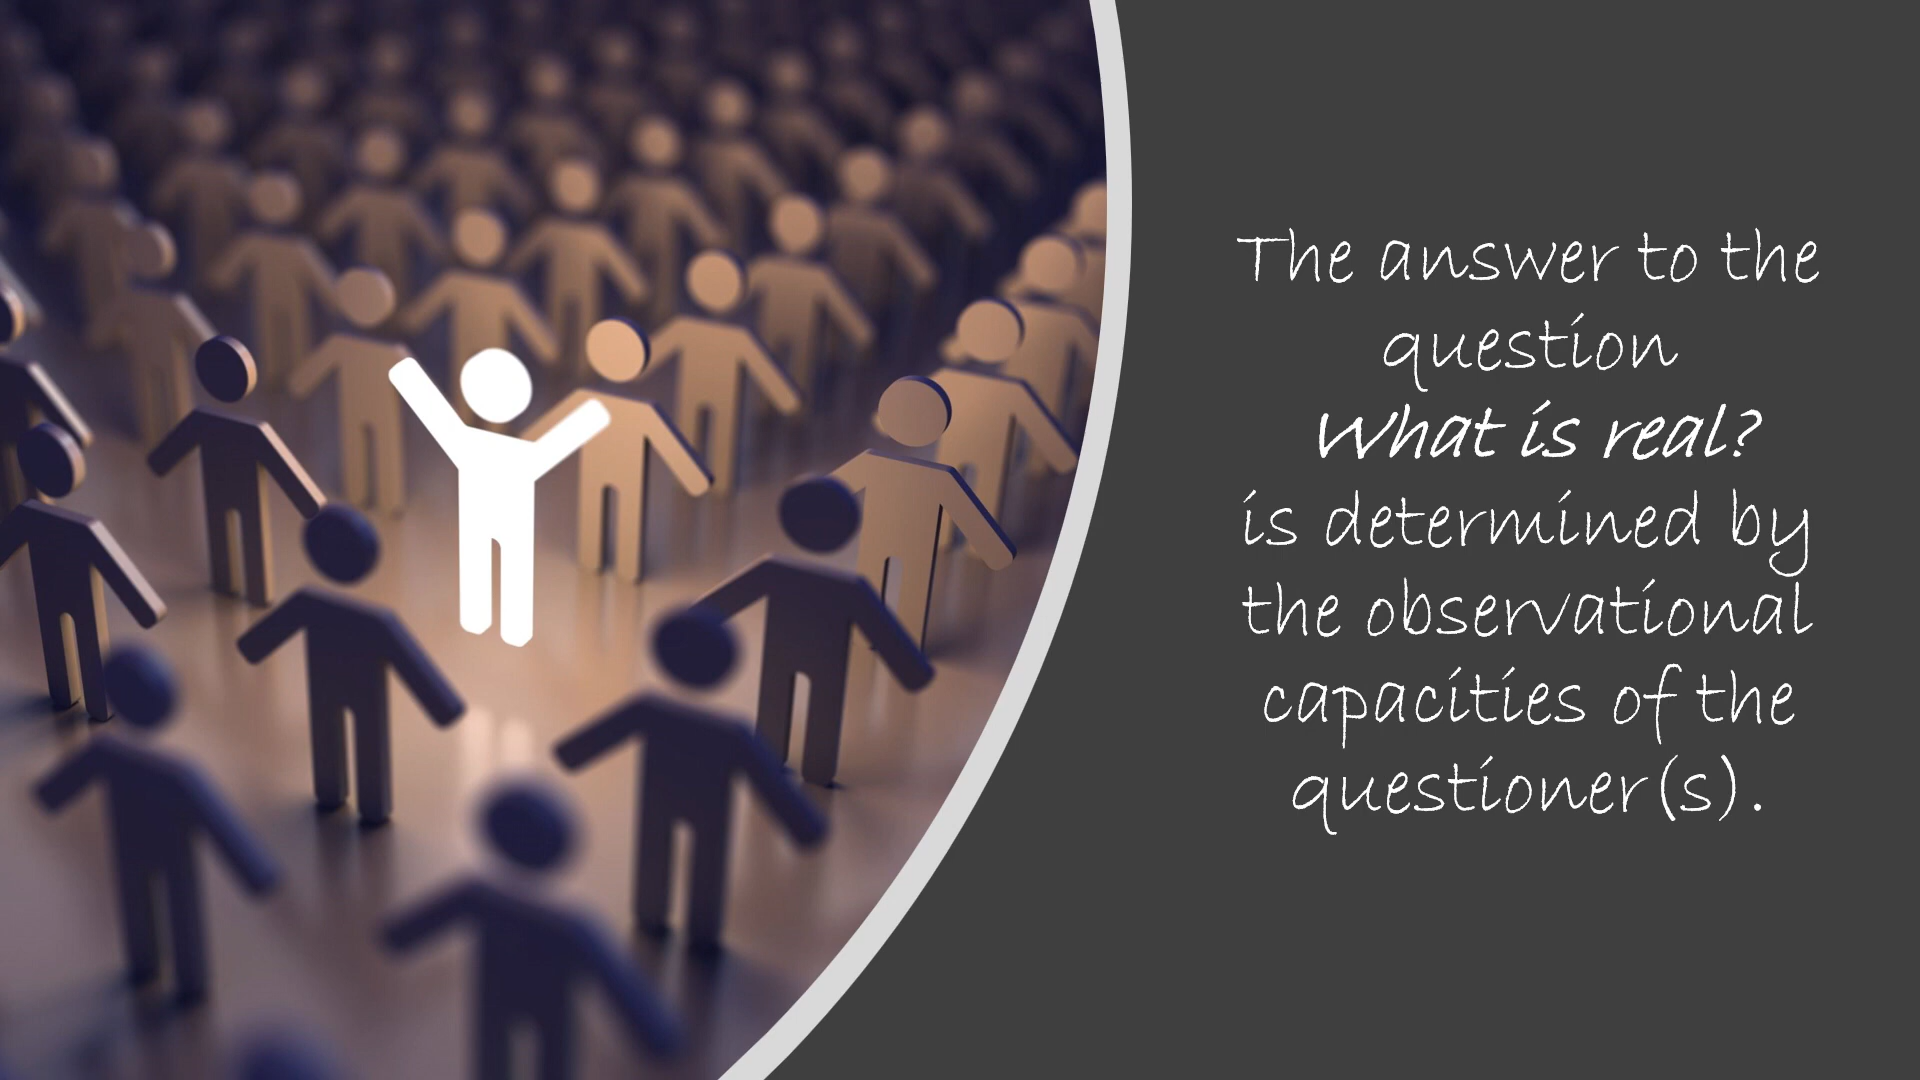 The answer to the
question
What is real?
is determined by
the observational
capacities of the
questioner(s).